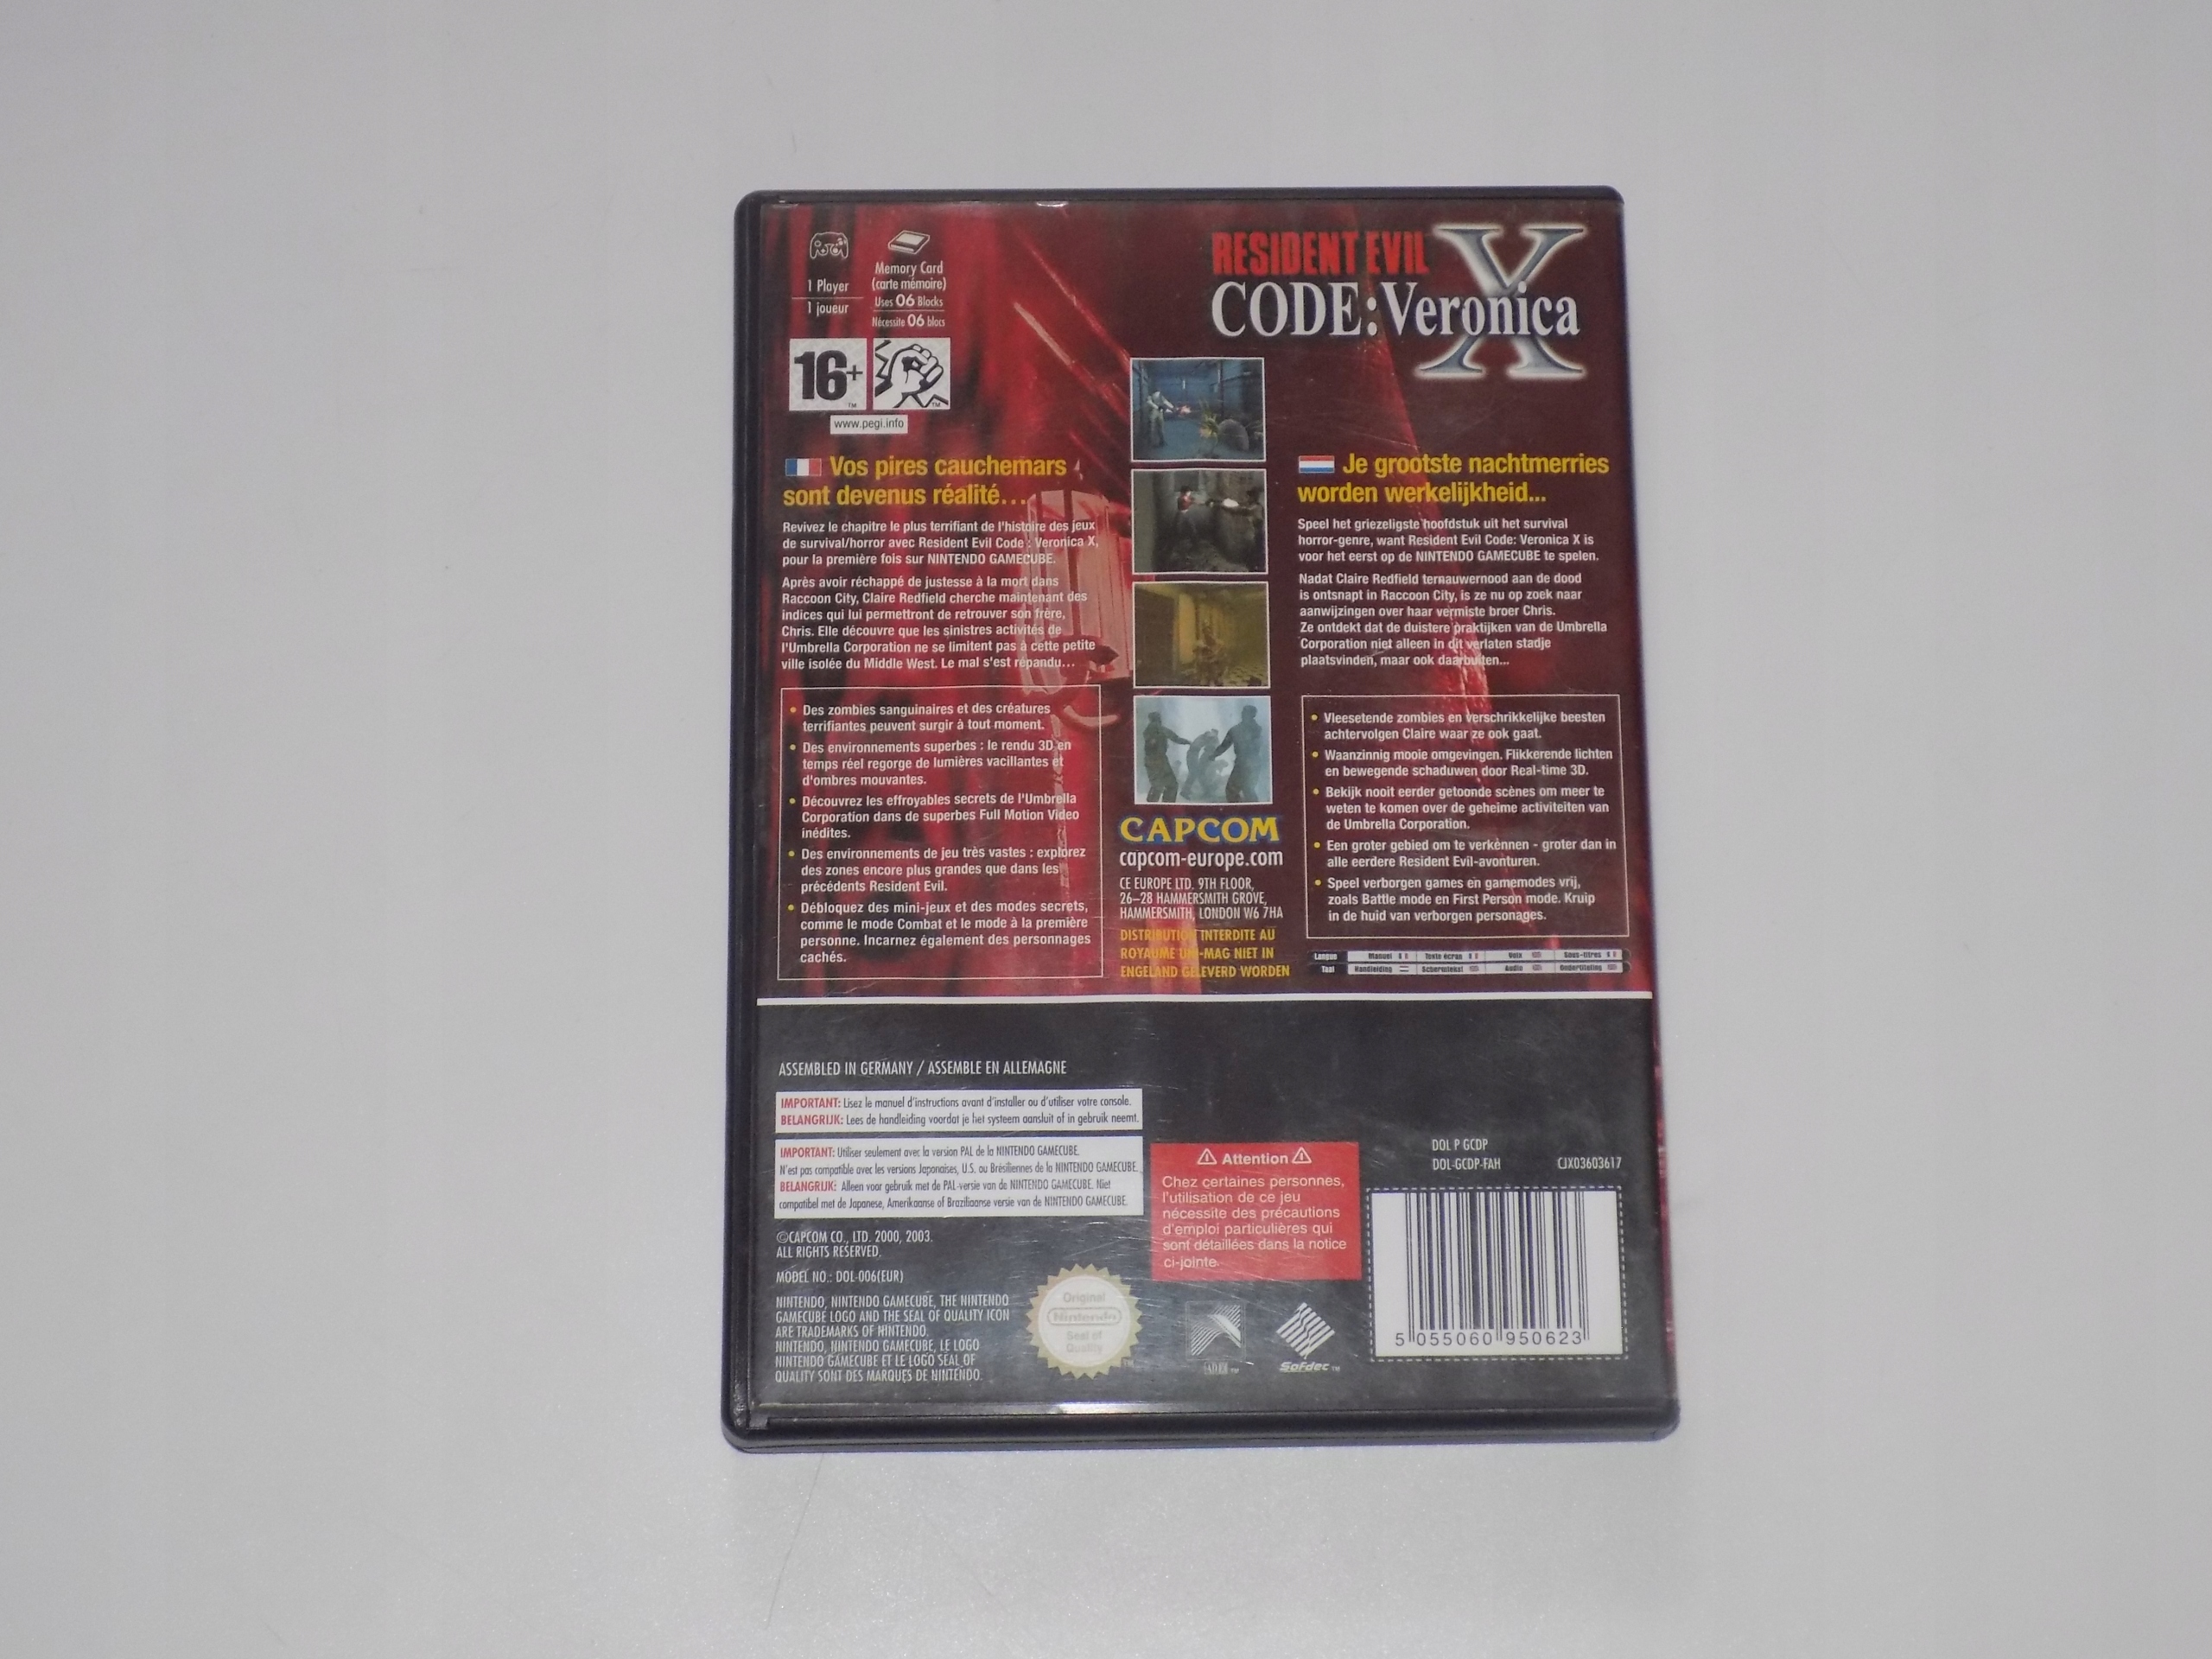 1 Player
1 joueur
Memory Card
(carte mémoire)
Uses 06 Blocks
Nécessite 06 blocs
16+
™
™
www.pegi.info
RESIDENT EVIL
CODE:Veronica
X
Vos pires cauchemars
sont devenus réalité...
Revivez le chapitre le plus terrifiant de l'histoire des jeux
de survival/horror avec Resident Evil Code : Veronica X,
pour la première fois sur NINTENDO GAMECUBE.
Après avoir réchappé de justesse à la mort dans
Raccoon City, Claire Redfield cherche maintenant des
indices qui lui permettront de retrouver son frère,
Chris. Elle découvre que les sinistres activités de
l'Umbrella Corporation ne se limitent pas à cette petite
ville isolée du Middle West. Le mal s'est répandu...
• Des zombies sanguinaires et des créatures
terrifiantes peuvent surgir à tout moment.
• Des environnements superbes : le rendu 3D en
temps réel regorge de lumières vacillantes et
d'ombres mouvantes.
• Découvrez les effroyables secrets de l'Umbrella
Corporation dans de superbes Full Motion Video
inédites.
• Des environnements de jeu très vastes : explorez
des zones encore plus grandes que dans les
précédents Resident Evil.
• Débloquez des mini-jeux et des modes secrets,
comme le mode Combat et le mode à la première
personne. Incarnez également des personnages
cachés.
CAPCOM
capcom-europe.com
CE EUROPE LTD. 9TH FLOOR,
26–28 HAMMERSMITH GROVE,
HAMMERSMITH, LONDON W6 7HA
DISTRIBUTION INTERDITE AU
ROYAUME UNI-MAG NIET IN
ENGELAND GELEVERD WORDEN
Je grootste nachtmerries
worden werkelijkheid...
Speel het griezeligste hoofdstuk uit het survival
horror-genre, want Resident Evil Code: Veronica X is
voor het eerst op de NINTENDO GAMECUBE te spelen.
Nadat Claire Redfield ternauwernood aan de dood
is ontsnapt in Raccoon City, is ze nu op zoek naar
aanwijzingen over haar vermiste broer Chris.
Ze ontdekt dat de duistere praktijken van de Umbrella
Corporation niet alleen in dit verlaten stadje
plaatsvinden, maar ook daarbuiten...
• Vleesetende zombies en verschrikkelijke beesten
achtervolgen Claire waar ze ook gaat.
• Waanzinnig mooie omgevingen. Flikkerende lichten
en bewegende schaduwen door Real-time 3D.
• Bekijk nooit eerder getoonde scènes om meer te
weten te komen over de geheime activiteiten van
de Umbrella Corporation.
• Een groter gebied om te verkennen - groter dan in
alle eerdere Resident Evil-avonturen.
• Speel verborgen games en gamemodes vrij,
zoals Battle mode en First Person mode. Kruip
in de huid van verborgen personages.
Langue Manuel Texte écran Voix Sous-titres
Taal Handleiding Schermtekst Audio Ondertiteling
ASSEMBLED IN GERMANY / ASSEMBLE EN ALLEMAGNE
IMPORTANT: Lisez le manuel d'instructions avant d'installer ou d'utiliser votre console.
BELANGRIJK: Lees de handleiding voordat je het systeem aansluit of in gebruik neemt.
IMPORTANT: Utiliser seulement avec la version PAL de la NINTENDO GAMECUBE.
N'est pas compatible avec les versions Japonaises, U.S. ou Brésiliennes de la NINTENDO GAMECUBE.
BELANGRIJK: Alleen voor gebruik met de PAL-versie van de NINTENDO GAMECUBE. Niet
compatibel met de Japanese, Amerikaanse of Braziliaanse versie van de NINTENDO GAMECUBE.
©CAPCOM CO., LTD. 2000, 2003.
ALL RIGHTS RESERVED.
MODEL NO.: DOL-006(EUR)
NINTENDO, NINTENDO GAMECUBE, THE NINTENDO
GAMECUBE LOGO AND THE SEAL OF QUALITY ICON
ARE TRADEMARKS OF NINTENDO.
NINTENDO, NINTENDO GAMECUBE, LE LOGO
NINTENDO GAMECUBE ET LE LOGO SEAL OF
QUALITY SONT DES MARQUES DE NINTENDO.
Original
Nintendo
Seal of
Quality
™
Attention
Chez certaines personnes,
l'utilisation de ce jeu
nécessite des précautions
d'emploi particulières qui
sont détaillées dans la notice
ci-jointe.
ADX ™
Sofdec ™
DOL P GCDP
DOL-GCDP-FAH CJX03603617
5 055060 950623